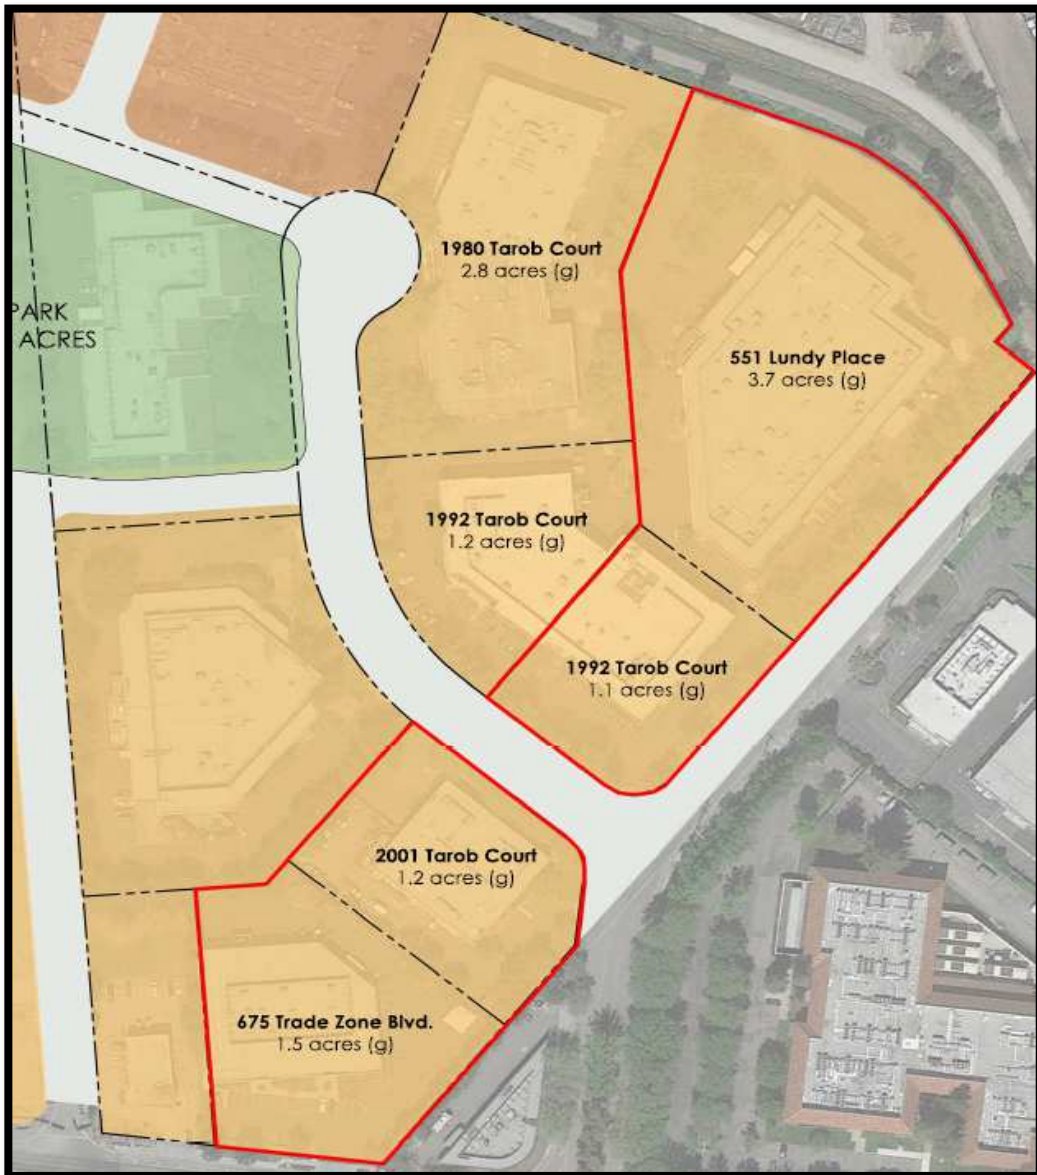 1980 Tarob Court
2.8 acres (g)
PARK
ACRES
551 Lundy Place
3.7 acres (g)
1992 Tarob Court
1.2 acres (g)
1992 Tarob Court
1.1 acres (g)
2001 Tarob Court
1.2 acres (g)
675 Trade Zone Blvd.
1.5 acres (g)